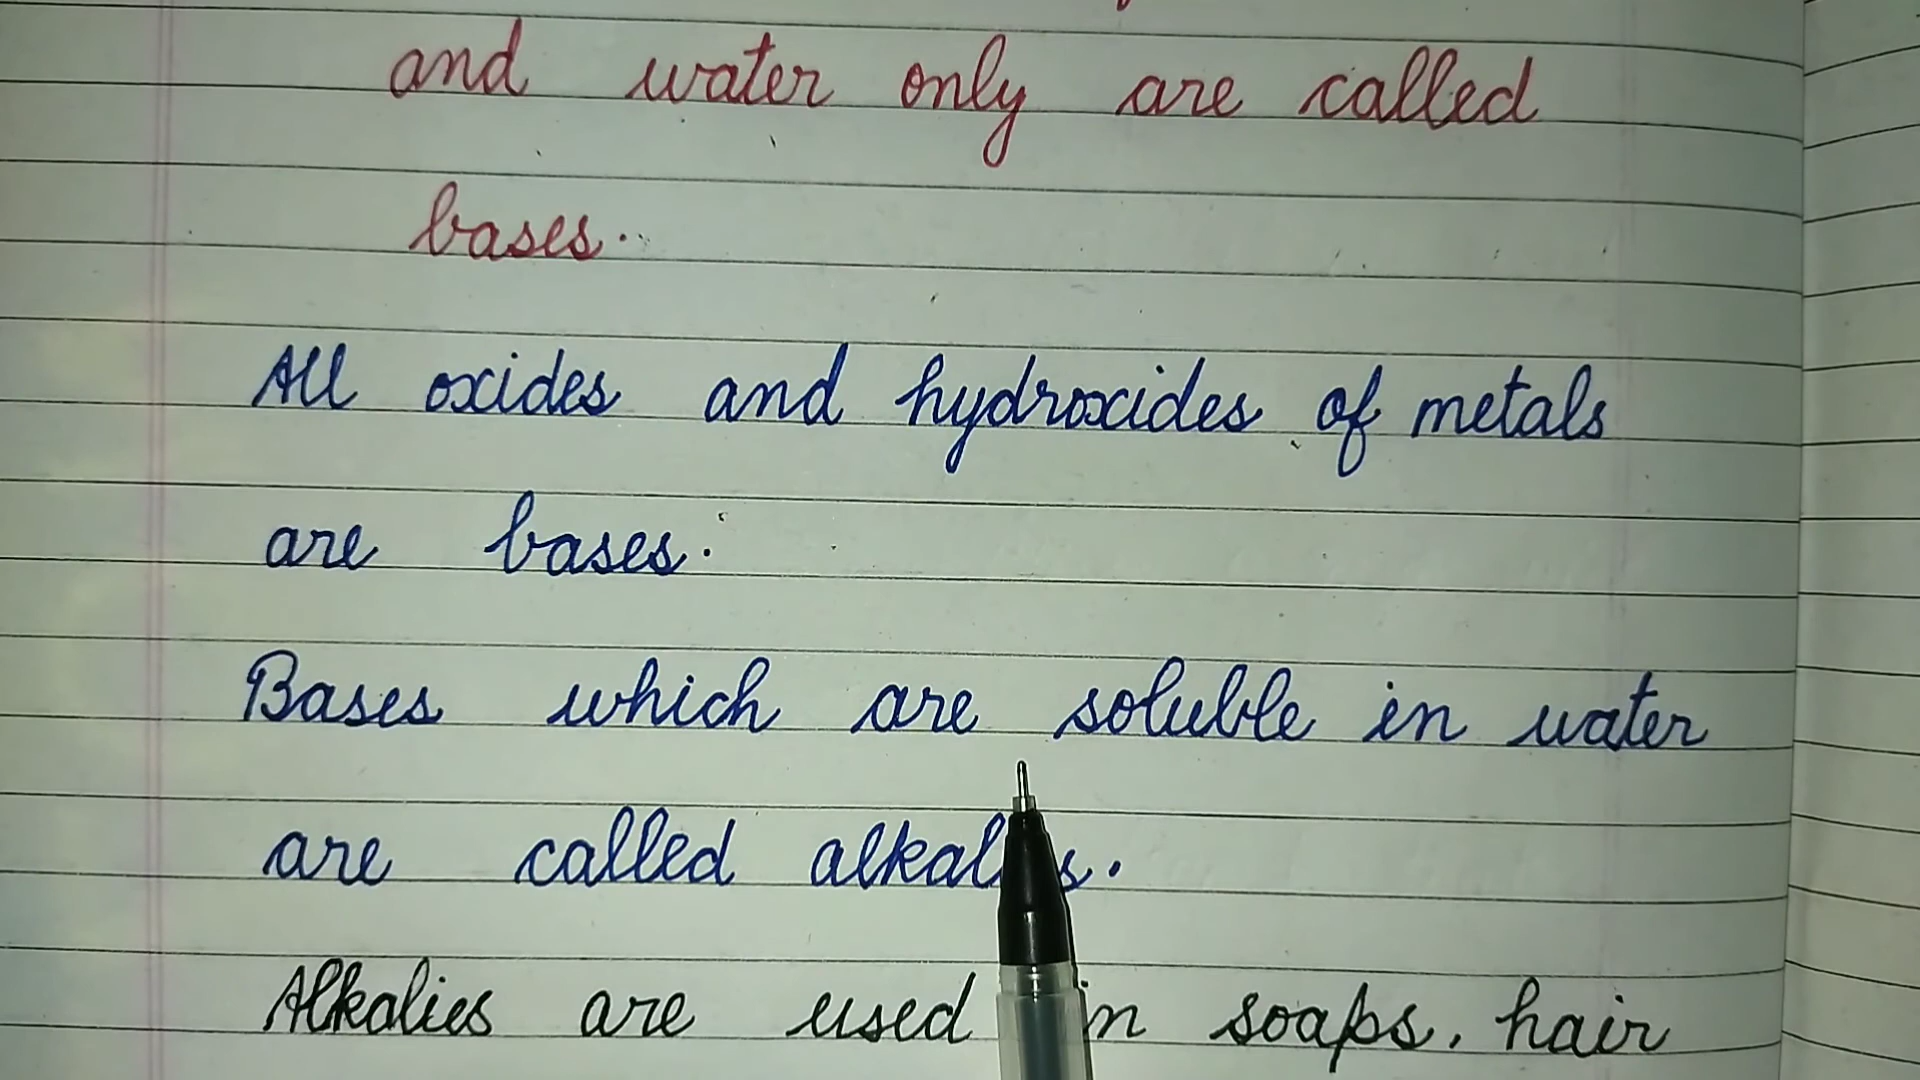 and water only are called
bases.
All oxides and hydroxides of metals
are bases.
Bases which are soluble in water
are called
Alkalies are used in soaps, hair